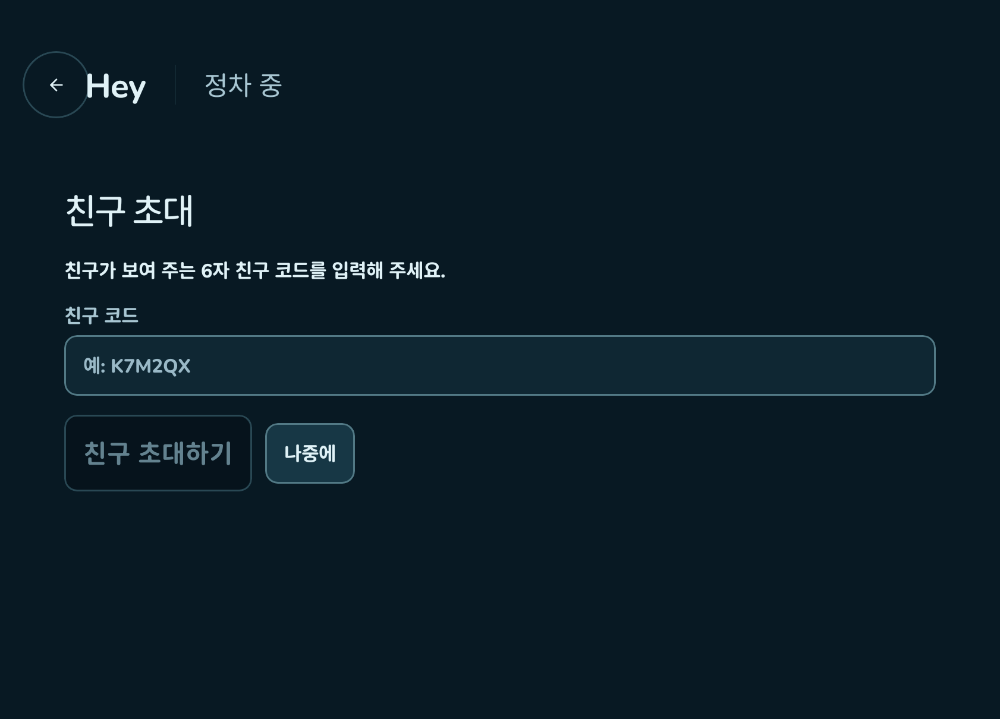 Hey 정차 중
친구 초대
친구가 보여 주는 6자 친구 코드를 입력해 주세요.
친구 코드
예: K7M2QX
친구 초대하기 나중에